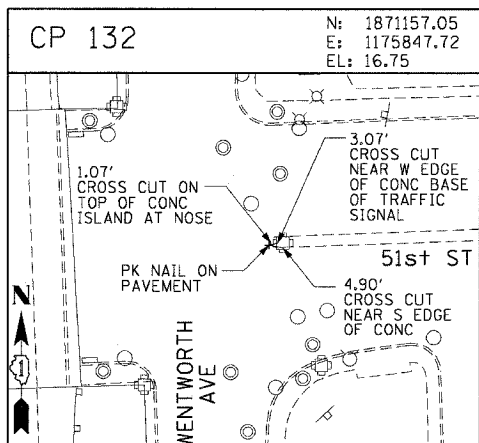 CP 132
N: 1871157.05
E: 1175847.72
EL: 16.75
3.07'
CROSS CUT
NEAR W EDGE
OF CONC BASE
OF TRAFFIC
SIGNAL
1.07'
CROSS CUT ON
TOP OF CONC
ISLAND AT NOSE
51st ST
PK NAIL ON
PAVEMENT
4.90'
CROSS CUT
NEAR S EDGE
OF CONC
N
WENTWORTH
AVE